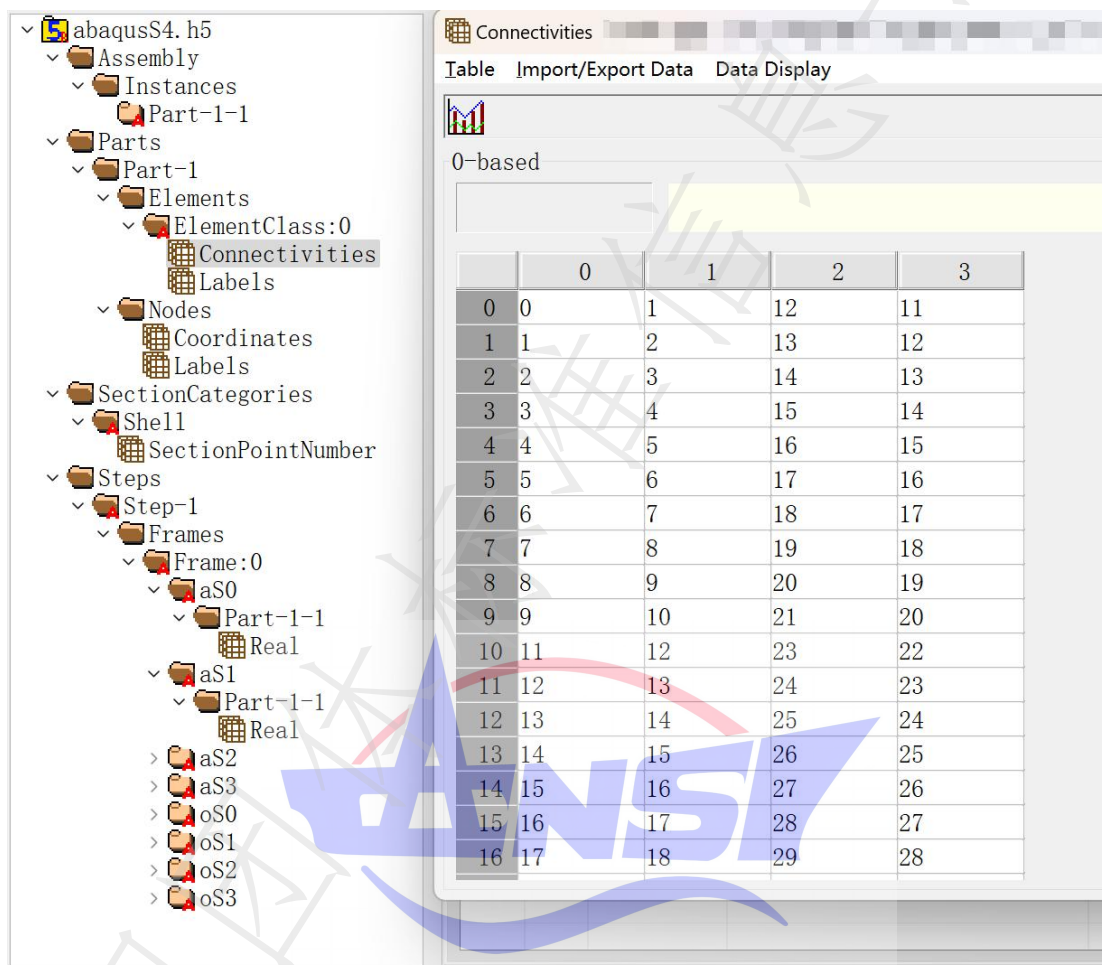 abaqusS4.h5
Assembly
Instances
Part-1-1
Parts
Part-1
Elements
ElementClass:0
Connectivities
Labels
Nodes
Coordinates
Labels
SectionCategories
Shell
SectionPointNumber
Steps
Step-1
Frames
Frame:0
aS0
Part-1-1
Real
aS1
Part-1-1
Real
aS2
aS3
oS0
oS1
oS2
oS3
Connectivities
Table Import/Export Data Data Display
0-based
0 1 2 3
0 0 1 12 11
1 1 2 13 12
2 2 3 14 13
3 3 4 15 14
4 4 5 16 15
5 5 6 17 16
6 6 7 18 17
7 7 8 19 18
8 8 9 20 19
9 9 10 21 20
10 11 12 23 22
11 12 13 24 23
12 13 14 25 24
13 14 15 26 25
14 15 16 27 26
15 16 17 28 27
16 17 18 29 28
ANSI